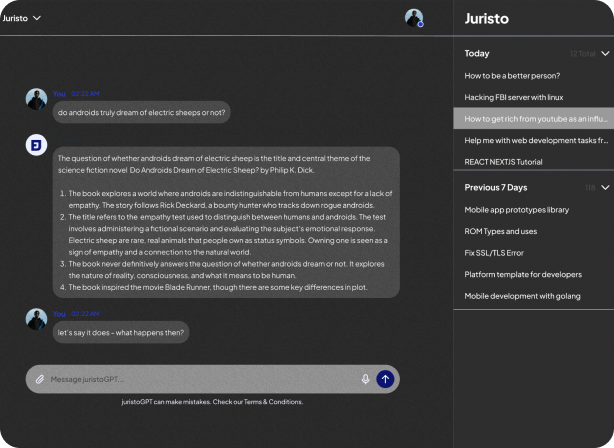 Juristo
You 02:22 AM
do androids truly dream of electric sheeps or not?
The question of whether androids dream of electric sheep is the title and central theme of the
science fiction novel Do Androids Dream of Electric Sheep? by Philip K. Dick.
1. The book explores a world where androids are indistinguishable from humans except for a lack of
empathy. The story follows Rick Deckard, a bounty hunter who tracks down rogue androids.
2. The title refers to the empathy test used to distinguish between humans and androids. The test
involves administering a fictional scenario and evaluating the subject's emotional response.
Electric sheep are rare, real animals that people own as status symbols. Owning one is seen as a
sign of empathy and a connection to the natural world.
3. The book never definitively answers the question of whether androids dream or not. It explores
the nature of reality, consciousness, and what it means to be human.
4. The book inspired the movie Blade Runner, though there are some key differences in plot.
You
let's say it does - what happens then?
Message juristoGPT...
juristoGPT can make mistakes. Check our Terms & Conditions.
Juristo
Today 12 Total
How to be a better person?
Hacking FBI server with linux
How to get rich from youtube as an influ...
Help me with web development tasks fr...
REACT NEXTJS Tutorial
Previous 7 Days
Mobile app prototypes library
ROM Types and uses
Fix SSL/TLS Error
Platform template for developers
Mobile development with golang